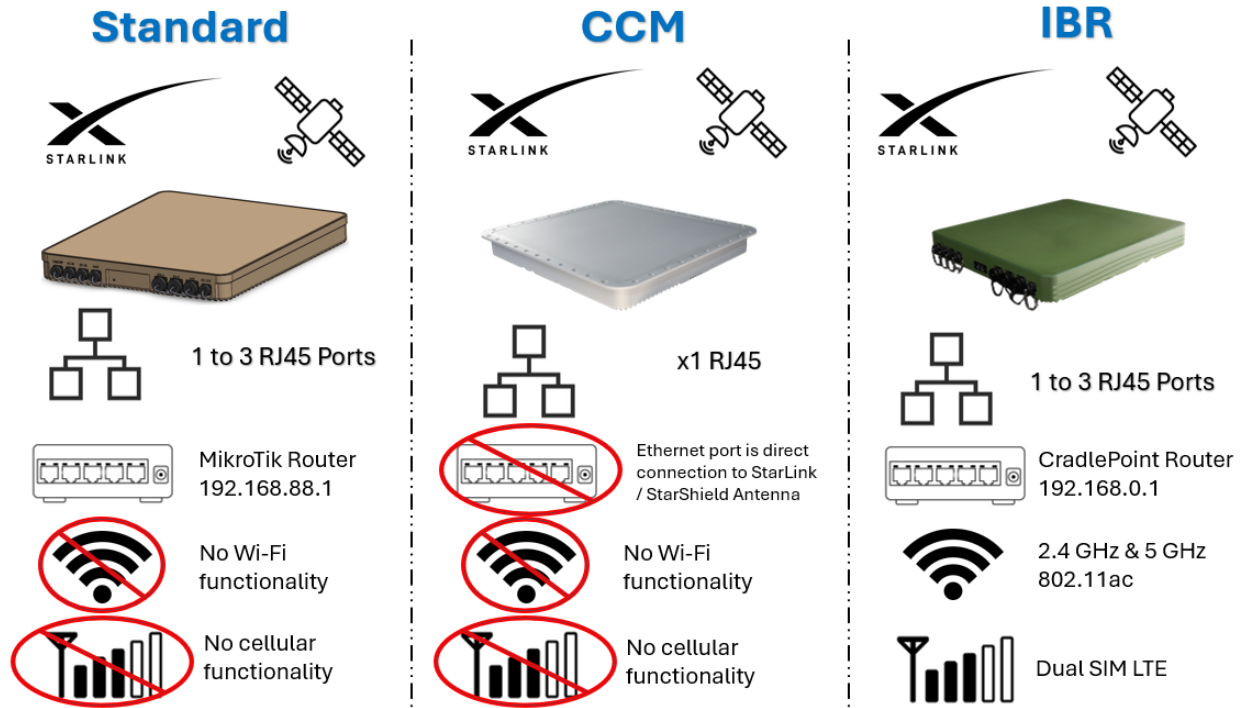 Standard
STARLINK
1 to 3 RJ45 Ports
MikroTik Router
192.168.88.1
No Wi-Fi
functionality
No cellular
functionality
CCM
STARLINK
x1 RJ45
Ethernet port is direct
connection to StarLink
/ StarShield Antenna
No Wi-Fi
functionality
No cellular
functionality
IBR
STARLINK
1 to 3 RJ45 Ports
CradlePoint Router
192.168.0.1
2.4 GHz & 5 GHz
802.11ac
Dual SIM LTE